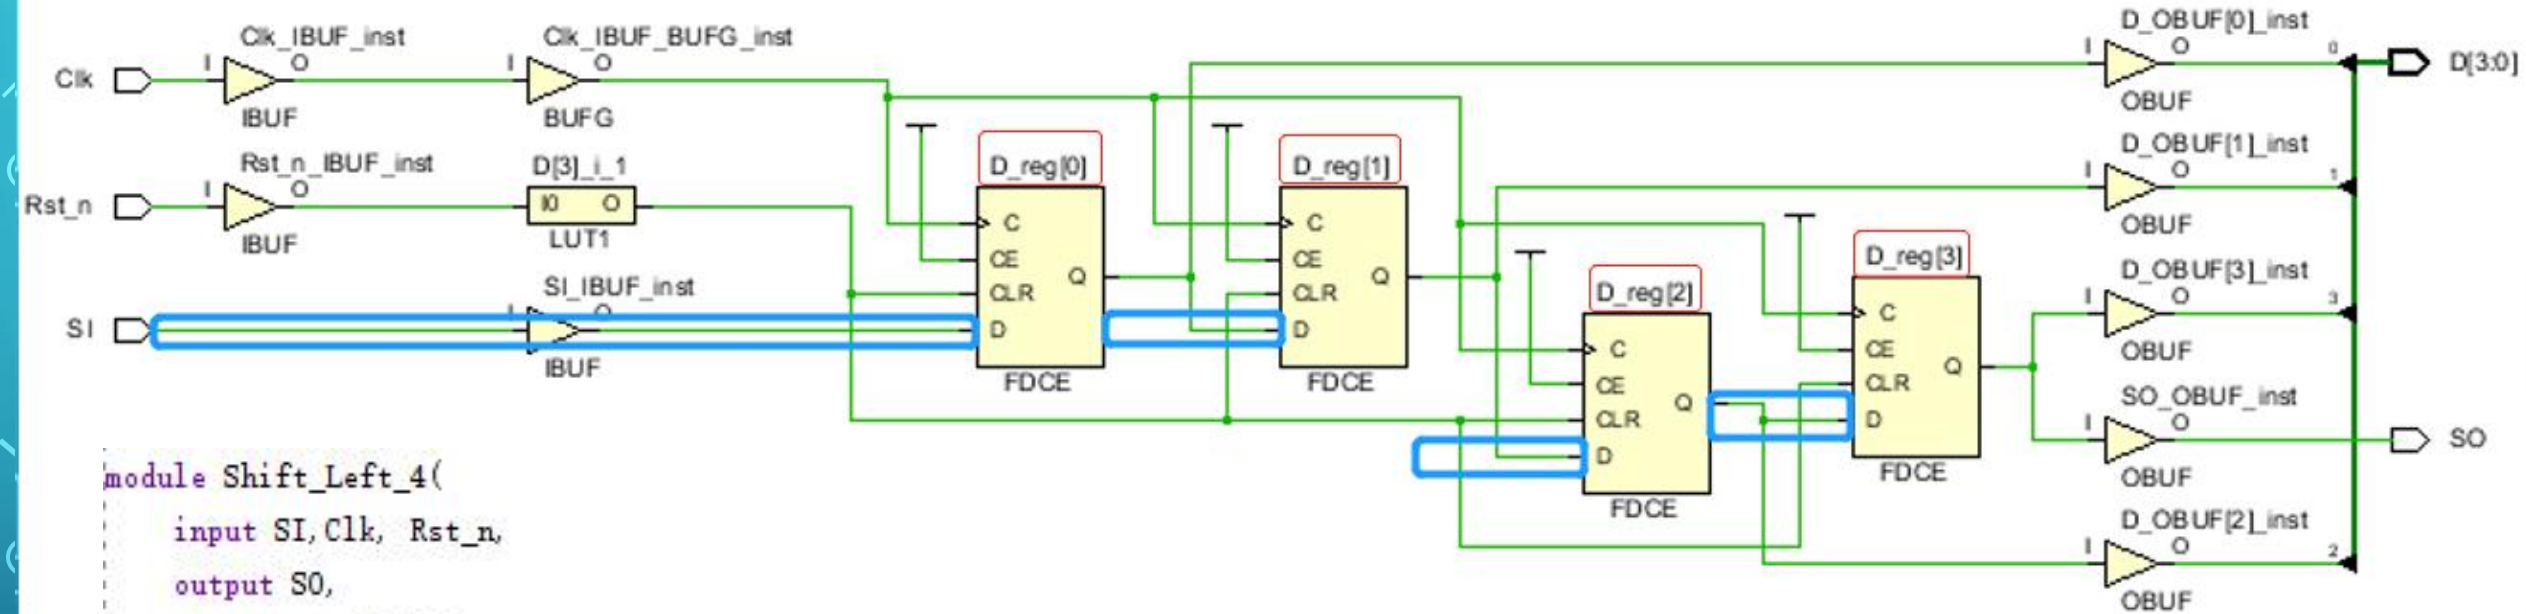 Clk
Clk_IBUF_inst
I
O
IBUF
Clk_IBUF_BUFG_inst
I
O
BUFG
Rst_n
Rst_n_IBUF_inst
I
O
IBUF
D[3]_i_1
I0 O
LUT1
SI
SI_IBUF_inst
I
O
IBUF
D_reg[0]
C
CE
CLR
D
Q
FDCE
D_reg[1]
C
CE
CLR
D
Q
FDCE
D_reg[2]
C
CE
CLR
D
Q
FDCE
D_reg[3]
C
CE
CLR
D
Q
FDCE
D_OBUF[0]_inst
I
O
OBUF
0
D[3:0]
D_OBUF[1]_inst
I
O
OBUF
1
D_OBUF[3]_inst
I
O
OBUF
3
SO_OBUF_inst
I
O
OBUF
SO
D_OBUF[2]_inst
I
O
OBUF
2
module Shift_Left_4(
input SI,Clk, Rst_n,
output SO,